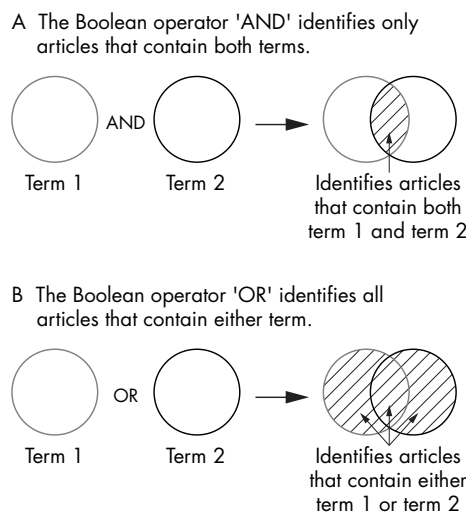 A The Boolean operator 'AND' identifies only
articles that contain both terms.
AND
Term 1
Term 2
Identifies articles
that contain both
term 1 and term 2
B The Boolean operator 'OR' identifies all
articles that contain either term.
OR
Term 1
Term 2
Identifies articles
that contain either
term 1 or term 2